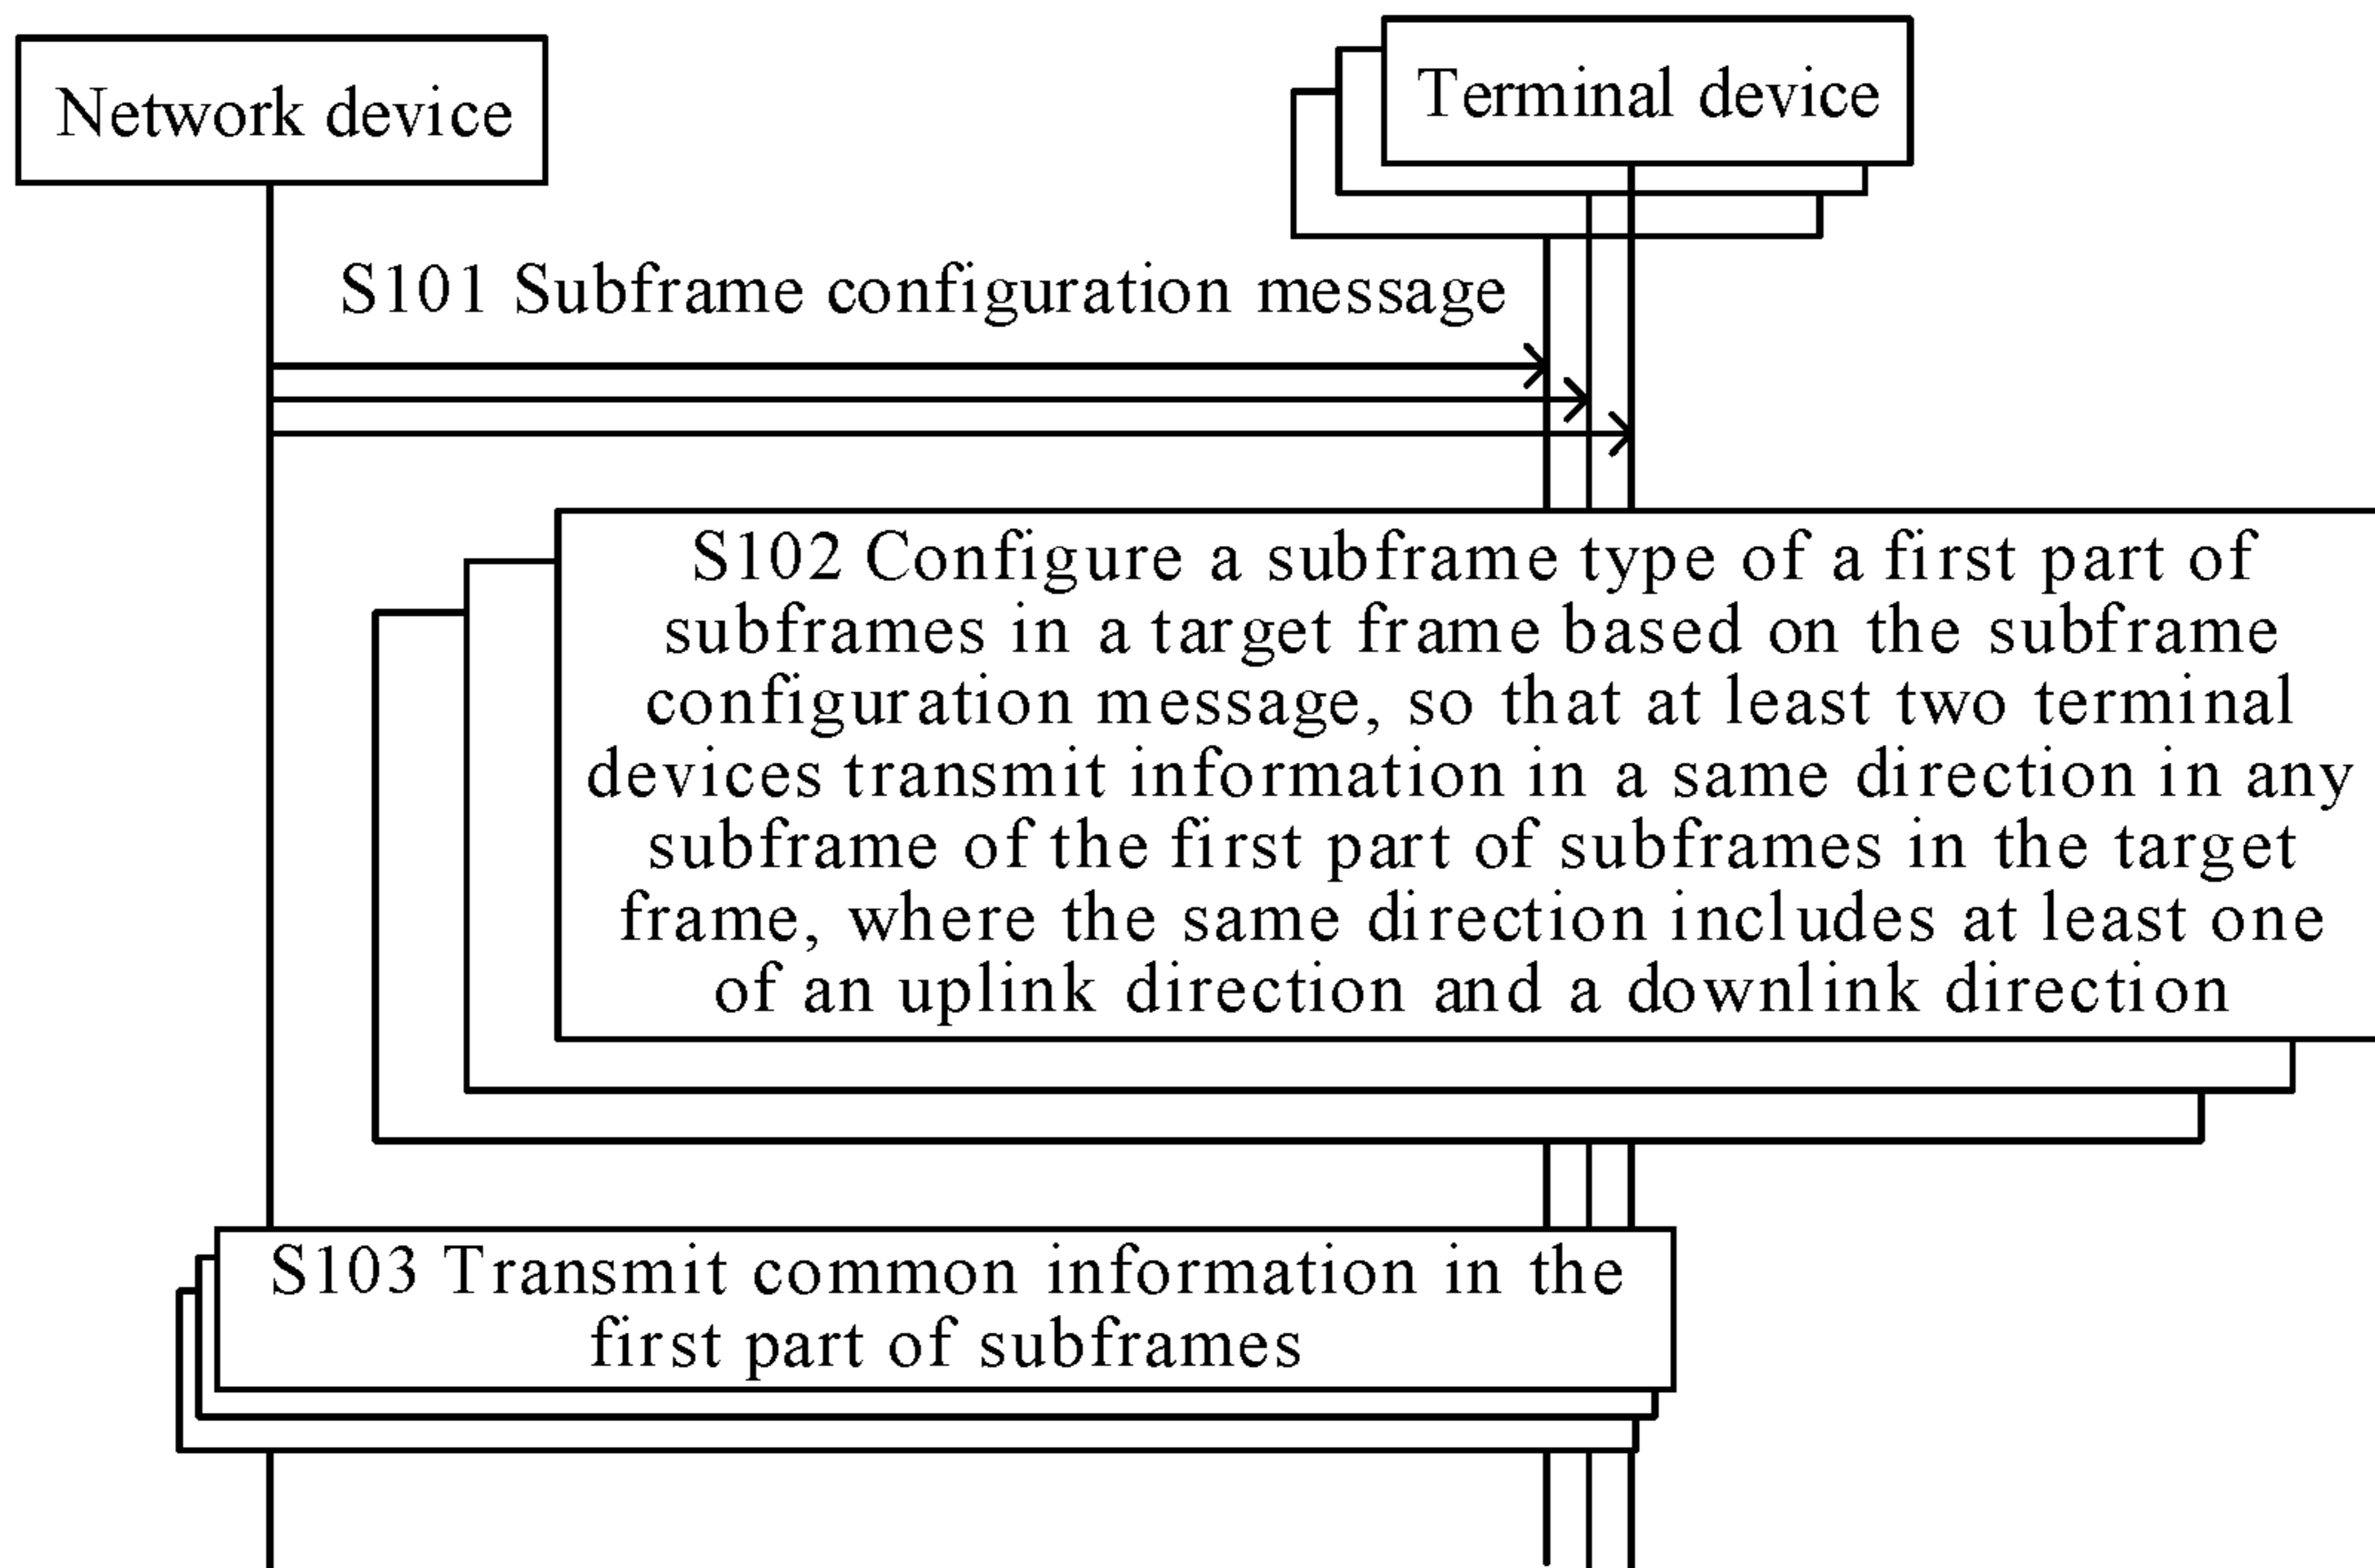 Network device
Terminal device
S101 Subframe configuration message
S102 Configure a subframe type of a first part of
subframes in a target frame based on the subframe
configuration message, so that at least two terminal
devices transmit information in a same direction in any
subframe of the first part of subframes in the target
frame, where the same direction includes at least one
of an uplink direction and a downlink direction
S103 Transmit common information in the
first part of subframes